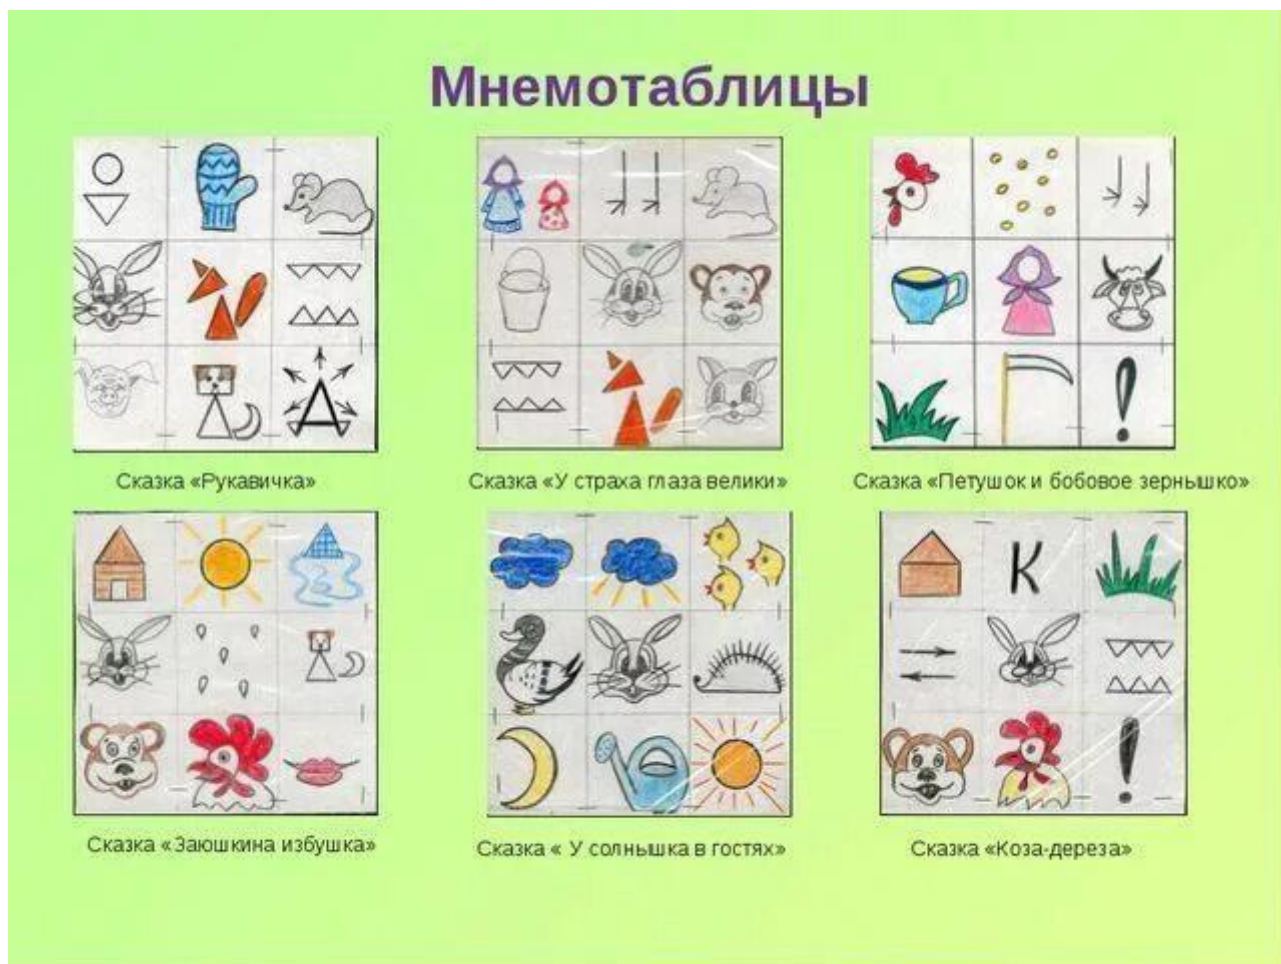 Мнемотаблицы
Д
Сказка «Рукавичка»
Сказка «У страха глаза велики»
Сказка «Петушок и бобовое зернышко»
К
Сказка «Заюшкина избушка»
Сказка « У солнышка в гостях»
Сказка «Коза-дереза»